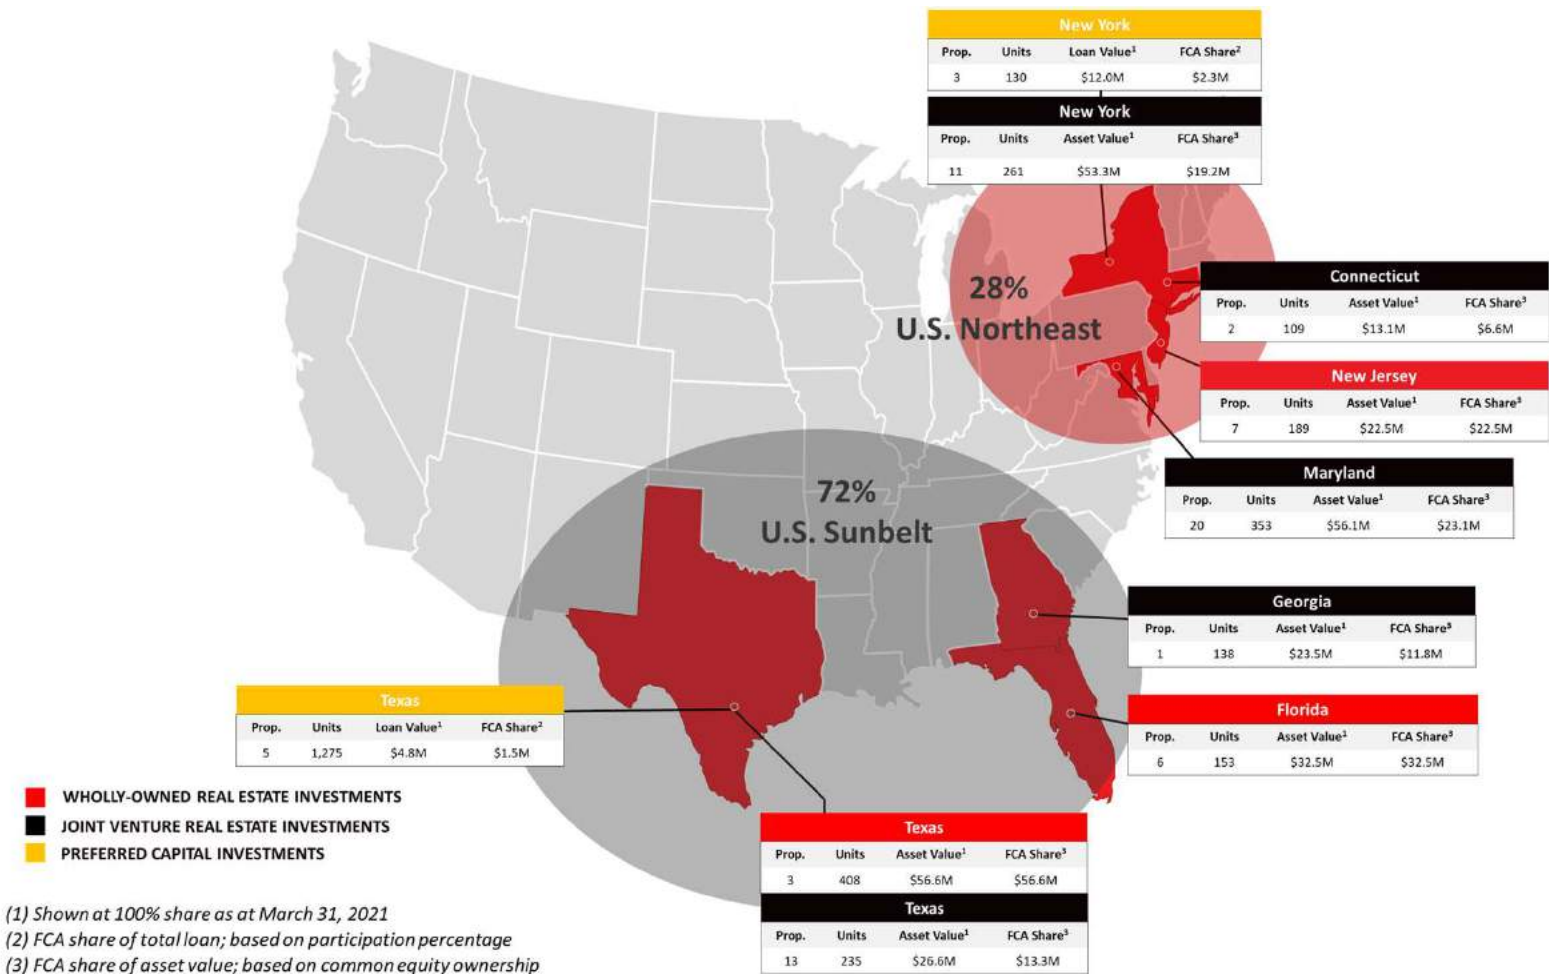 New York
Prop. Units Loan Value¹ FCA Share²
3 130 $12.0M $2.3M
New York
Prop. Units Asset Value¹ FCA Share³
11 261 $53.3M $19.2M
28%
U.S. Northeast
Connecticut
Prop. Units Asset Value¹ FCA Share³
2 109 $13.1M $6.6M
New Jersey
Prop. Units Asset Value¹ FCA Share³
7 189 $22.5M $22.5M
Maryland
Prop. Units Asset Value¹ FCA Share³
20 353 $56.1M $23.1M
72%
U.S. Sunbelt
Georgia
Prop. Units Asset Value¹ FCA Share³
1 138 $23.5M $11.8M
Florida
Prop. Units Asset Value¹ FCA Share³
6 153 $32.5M $32.5M
Texas
Prop. Units Loan Value¹ FCA Share²
5 1,275 $4.8M $1.5M
Texas
Prop. Units Asset Value¹ FCA Share³
3 408 $56.6M $56.6M
Texas
Prop. Units Asset Value¹ FCA Share³
13 235 $26.6M $13.3M
WHOLLY-OWNED REAL ESTATE INVESTMENTS
JOINT VENTURE REAL ESTATE INVESTMENTS
PREFERRED CAPITAL INVESTMENTS
(1) Shown at 100% share as at March 31, 2021
(2) FCA share of total loan; based on participation percentage
(3) FCA share of asset value; based on common equity ownership